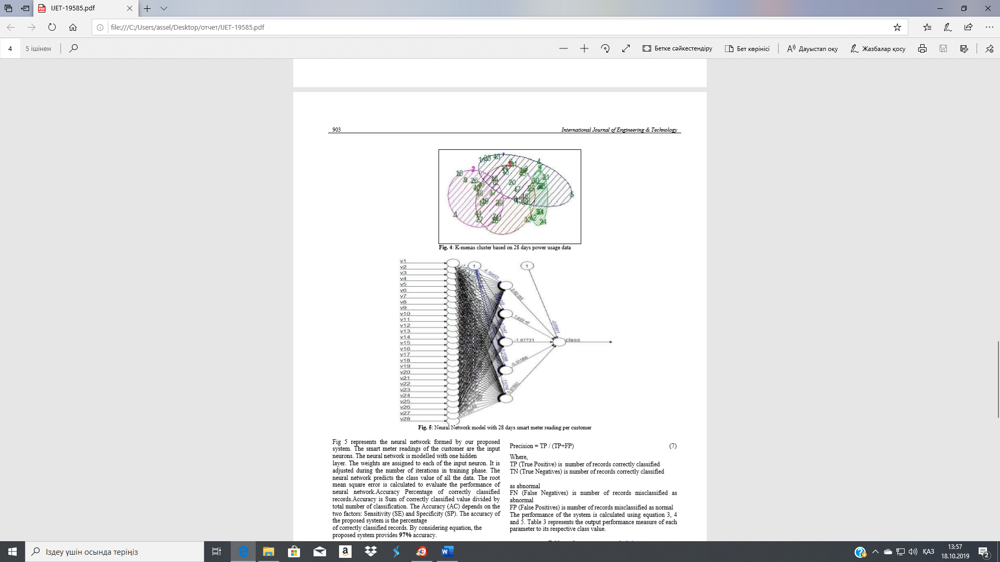 IJET-19585.pdf
file:///C:/Users/assel/Desktop/отчет/IJET-19585.pdf
4
5 ішінен
Бетке сәйкестендіру
Бет көрінісі
Дауыстап оқу
Жазбалар қосу
903
International Journal of Engineering & Technology
Fig. 4: K-menas cluster based on 28 days power usage data
v1
v2
v3
v4
v5
v6
v7
v8
v9
v10
v11
v12
v13
v14
v15
v16
v17
v18
v19
v20
v21
v22
v23
v24
v25
v26
v27
v28
1
1
-1.07731
class
Fig. 5: Neural Network model with 28 days smart meter reading per customer
Fig 5 represents the neural network formed by our proposed
system. The smart meter readings of the customer are the input
neurons. The neural network is modelled with one hidden
layer. The weights are assigned to each of the input neuron. It is
adjusted during the number of iterations in training phase. The
neural network predicts the class value of all the data. The root
mean square error is calculated to evaluate the performance of
neural network.Accuracy Percentage of correctly classified
records.Accuracy is Sum of correctly classified value divided by
total number of classification. The Accuracy (AC) depends on the
two factors: Sensitivity (SE) and Specificity (SP). The accuracy of
the proposed system is the percentage
of correctly classified records. By considering equation, the
proposed system provides 97% accuracy.
Precision = TP / (TP+FP) (7)
Where,
TP (True Positive) is number of records correctly classified
TN (True Negatives) is number of records correctly classified
as abnormal
FN (False Negatives) is number of records misclassified as
abnormal
FP (False Positives) is number of records misclassified as normal
The performance of the system is calculated using equation 3, 4
and 5. Table 3 represents the output performance measure of each
parameter to its respective class value.
Іздеу үшін осында теріңіз
ҚАЗ
13:57
18.10.2019
2